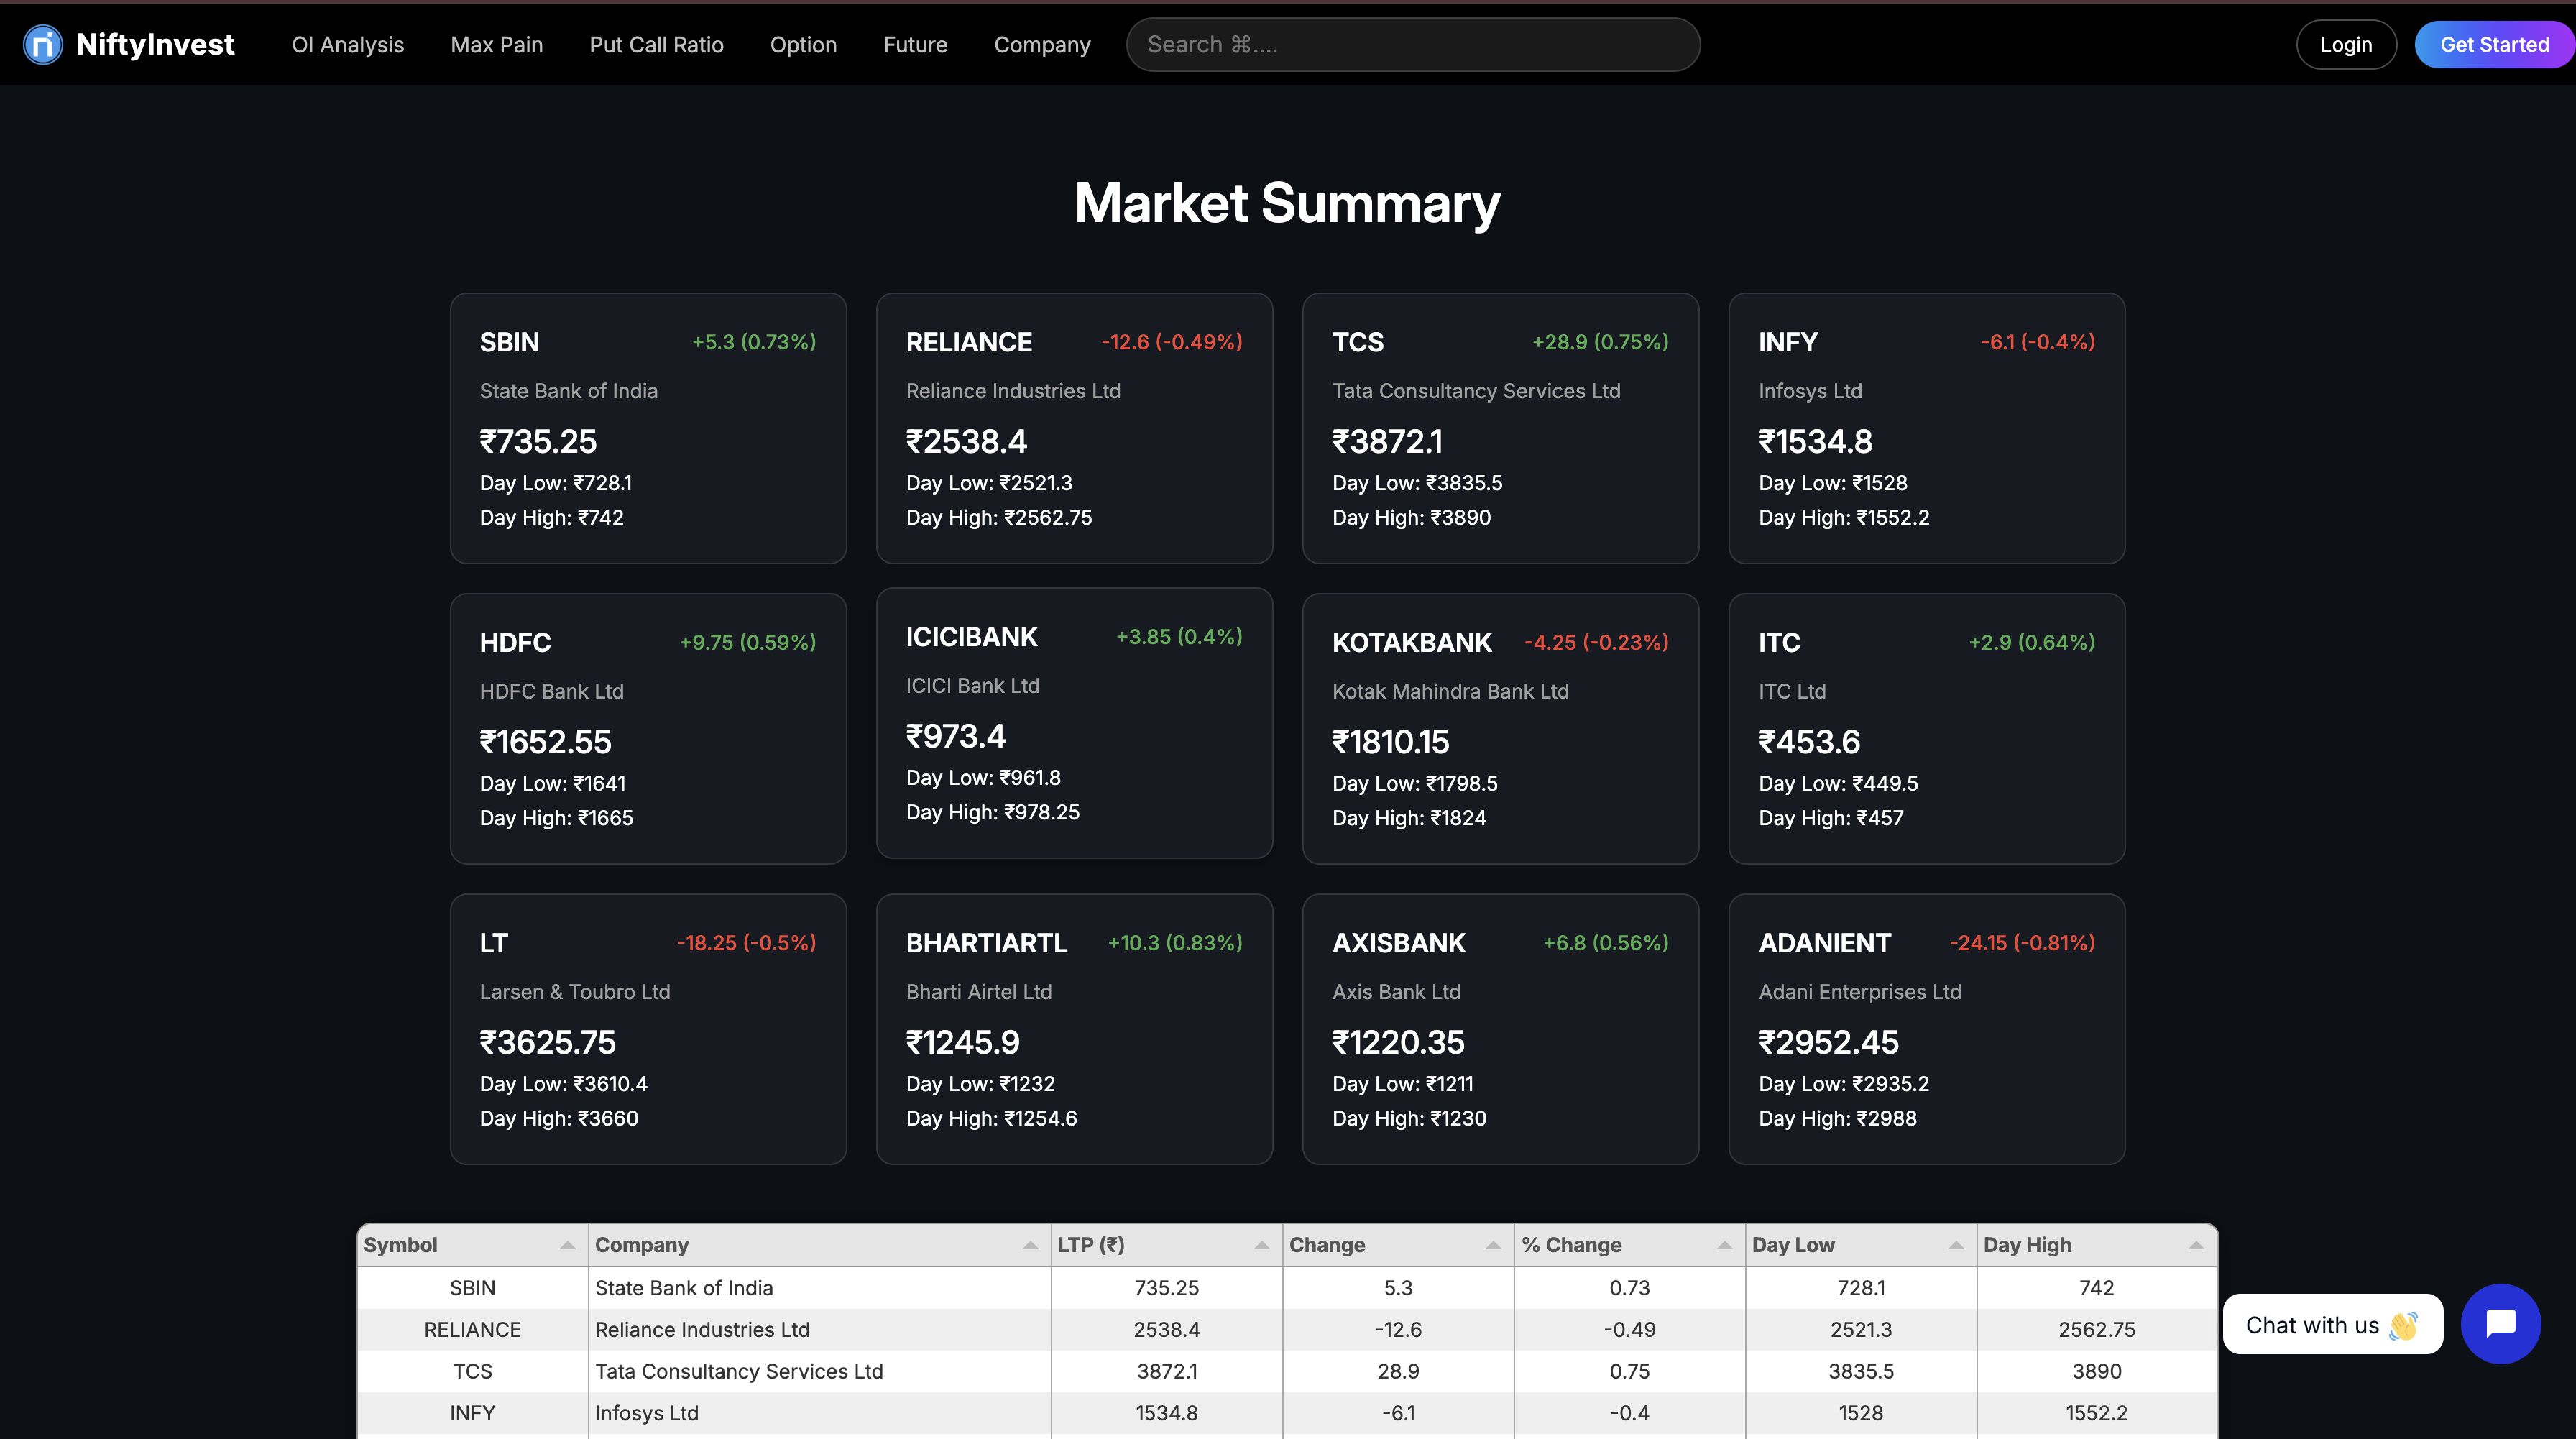 NiftyInvest OI Analysis Max Pain Put Call Ratio Option Future Company Search ⌘.... Login Get Started
Market Summary
SBIN +5.3 (0.73%)
State Bank of India
₹735.25
Day Low: ₹728.1
Day High: ₹742
RELIANCE -12.6 (-0.49%)
Reliance Industries Ltd
₹2538.4
Day Low: ₹2521.3
Day High: ₹2562.75
TCS +28.9 (0.75%)
Tata Consultancy Services Ltd
₹3872.1
Day Low: ₹3835.5
Day High: ₹3890
INFY -6.1 (-0.4%)
Infosys Ltd
₹1534.8
Day Low: ₹1528
Day High: ₹1552.2
HDFC +9.75 (0.59%)
HDFC Bank Ltd
₹1652.55
Day Low: ₹1641
Day High: ₹1665
ICICIBANK +3.85 (0.4%)
ICICI Bank Ltd
₹973.4
Day Low: ₹961.8
Day High: ₹978.25
KOTAKBANK -4.25 (-0.23%)
Kotak Mahindra Bank Ltd
₹1810.15
Day Low: ₹1798.5
Day High: ₹1824
ITC +2.9 (0.64%)
ITC Ltd
₹453.6
Day Low: ₹449.5
Day High: ₹457
LT -18.25 (-0.5%)
Larsen & Toubro Ltd
₹3625.75
Day Low: ₹3610.4
Day High: ₹3660
BHARTIARTL +10.3 (0.83%)
Bharti Airtel Ltd
₹1245.9
Day Low: ₹1232
Day High: ₹1254.6
AXISBANK +6.8 (0.56%)
Axis Bank Ltd
₹1220.35
Day Low: ₹1211
Day High: ₹1230
ADANIENT -24.15 (-0.81%)
Adani Enterprises Ltd
₹2952.45
Day Low: ₹2935.2
Day High: ₹2988
Symbol Company LTP (₹) Change % Change Day Low Day High
SBIN State Bank of India 735.25 5.3 0.73 728.1 742
RELIANCE Reliance Industries Ltd 2538.4 -12.6 -0.49 2521.3 2562.75
TCS Tata Consultancy Services Ltd 3872.1 28.9 0.75 3835.5 3890
INFY Infosys Ltd 1534.8 -6.1 -0.4 1528 1552.2
Chat with us 👋